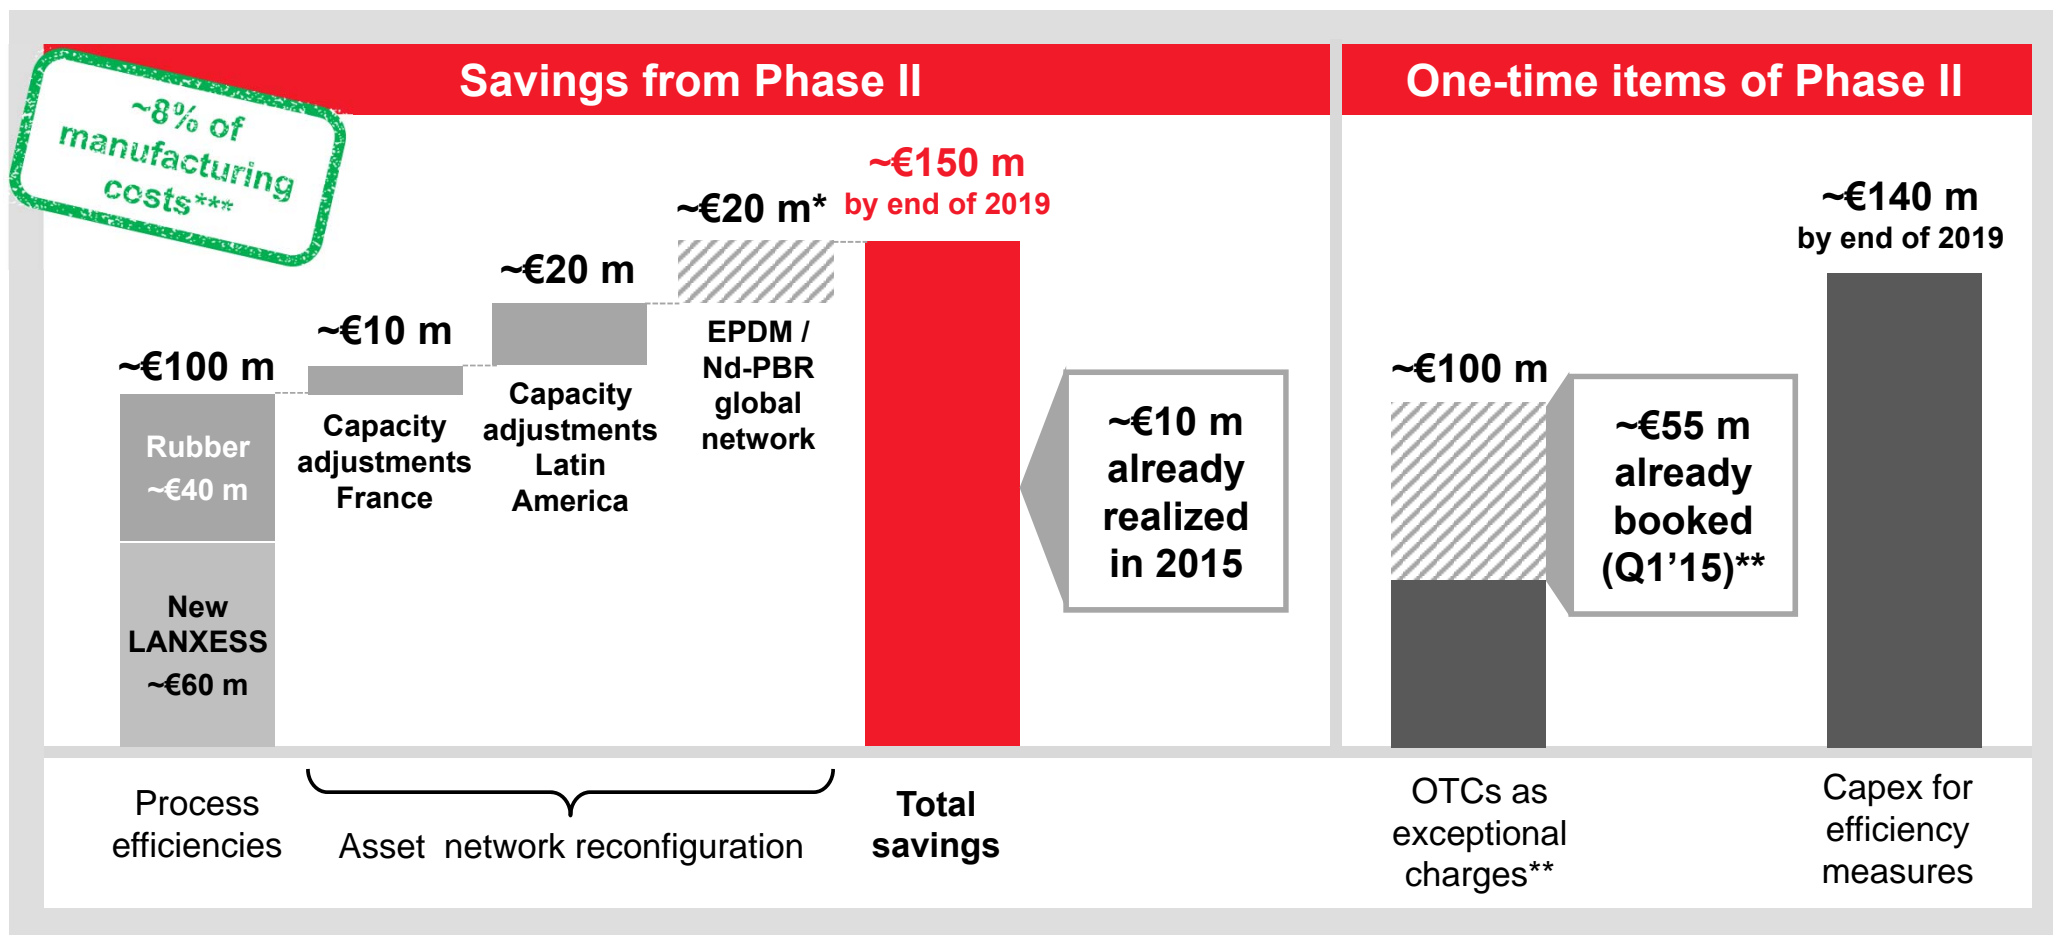 Savings from Phase II
~8% of
manufacturing
costs***
~€100 m
Rubber
~€40 m
New
LANXESS
~€60 m
~€10 m
Capacity
adjustments
France
~€20 m
Capacity
adjustments
Latin
America
~€20 m*
EPDM /
Nd-PBR
global
network
~€150 m
by end of 2019
~€10 m
already
realized
in 2015
Process
efficiencies
Asset network reconfiguration
Total
savings
One-time items of Phase II
~€100 m
~€55 m
already
booked
(Q1’15)**
~€140 m
by end of 2019
OTCs as
exceptional
charges**
Capex for
efficiency
measures